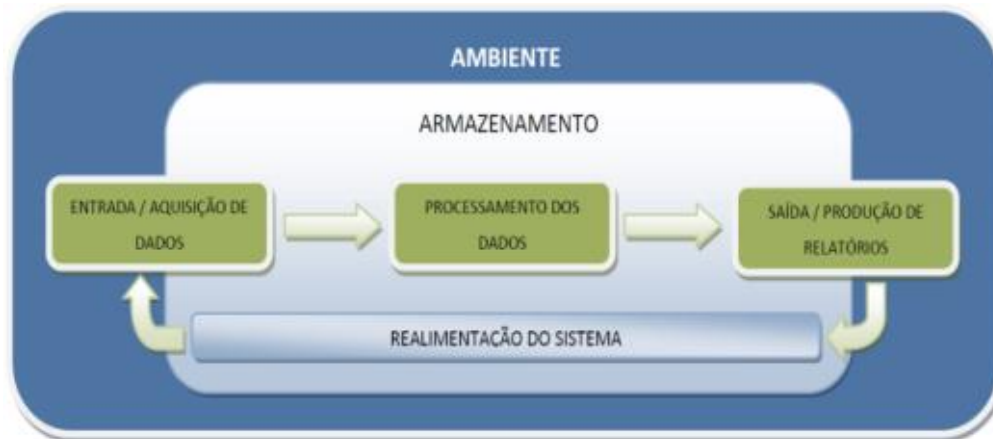 AMBIENTE
ARMAZENAMENTO
ENTRADA / AQUISIÇÃO DE
DADOS
PROCESSAMENTO DOS
DADOS
SAÍDA / PRODUÇÃO DE
RELATÓRIOS
REALIMENTAÇÃO DO SISTEMA